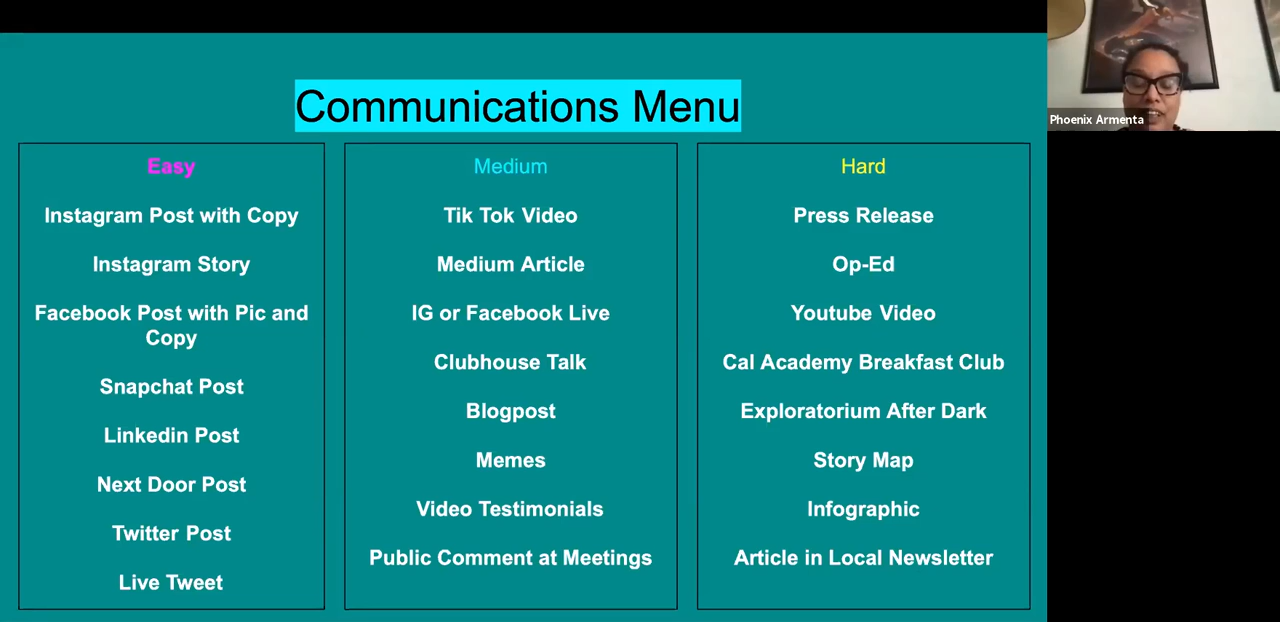 Communications Menu
Easy
Instagram Post with Copy
Instagram Story
Facebook Post with Pic and
Copy
Snapchat Post
Linkedin Post
Next Door Post
Twitter Post
Live Tweet
Medium
Tik Tok Video
Medium Article
IG or Facebook Live
Clubhouse Talk
Blogpost
Memes
Video Testimonials
Public Comment at Meetings
Hard
Press Release
Op-Ed
Youtube Video
Cal Academy Breakfast Club
Exploratorium After Dark
Story Map
Infographic
Article in Local Newsletter
Phoenix Armenta